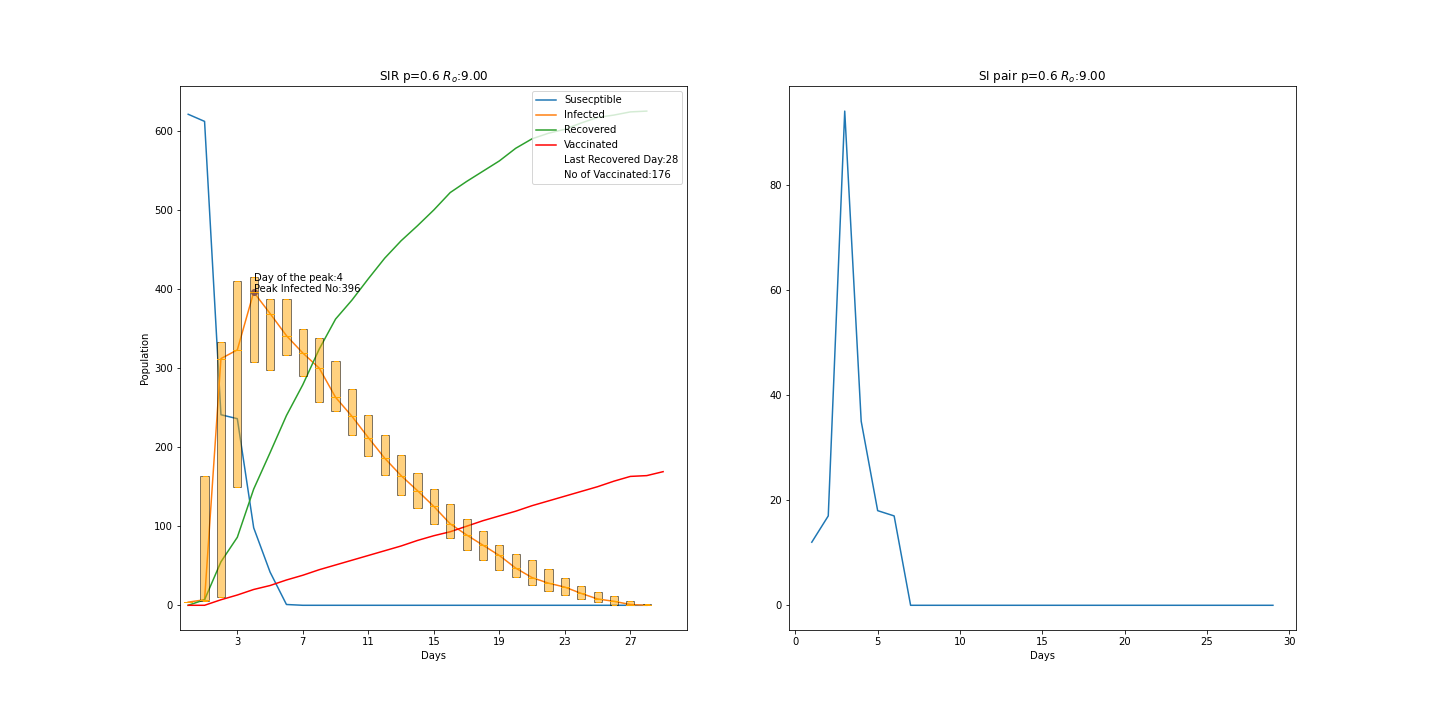 SIR p=0.6 Ro:9.00
Susecptible
Infected
Recovered
Vaccinated
Last Recovered Day:28
No of Vaccinated:176
Day of the peak:4
Peak Infected No:396
Population
600
500
400
300
200
100
0
3 7 11 15 19 23 27
Days
SI pair p=0.6 Ro:9.00
80
60
40
20
0
0 5 10 15 20 25 30
Days